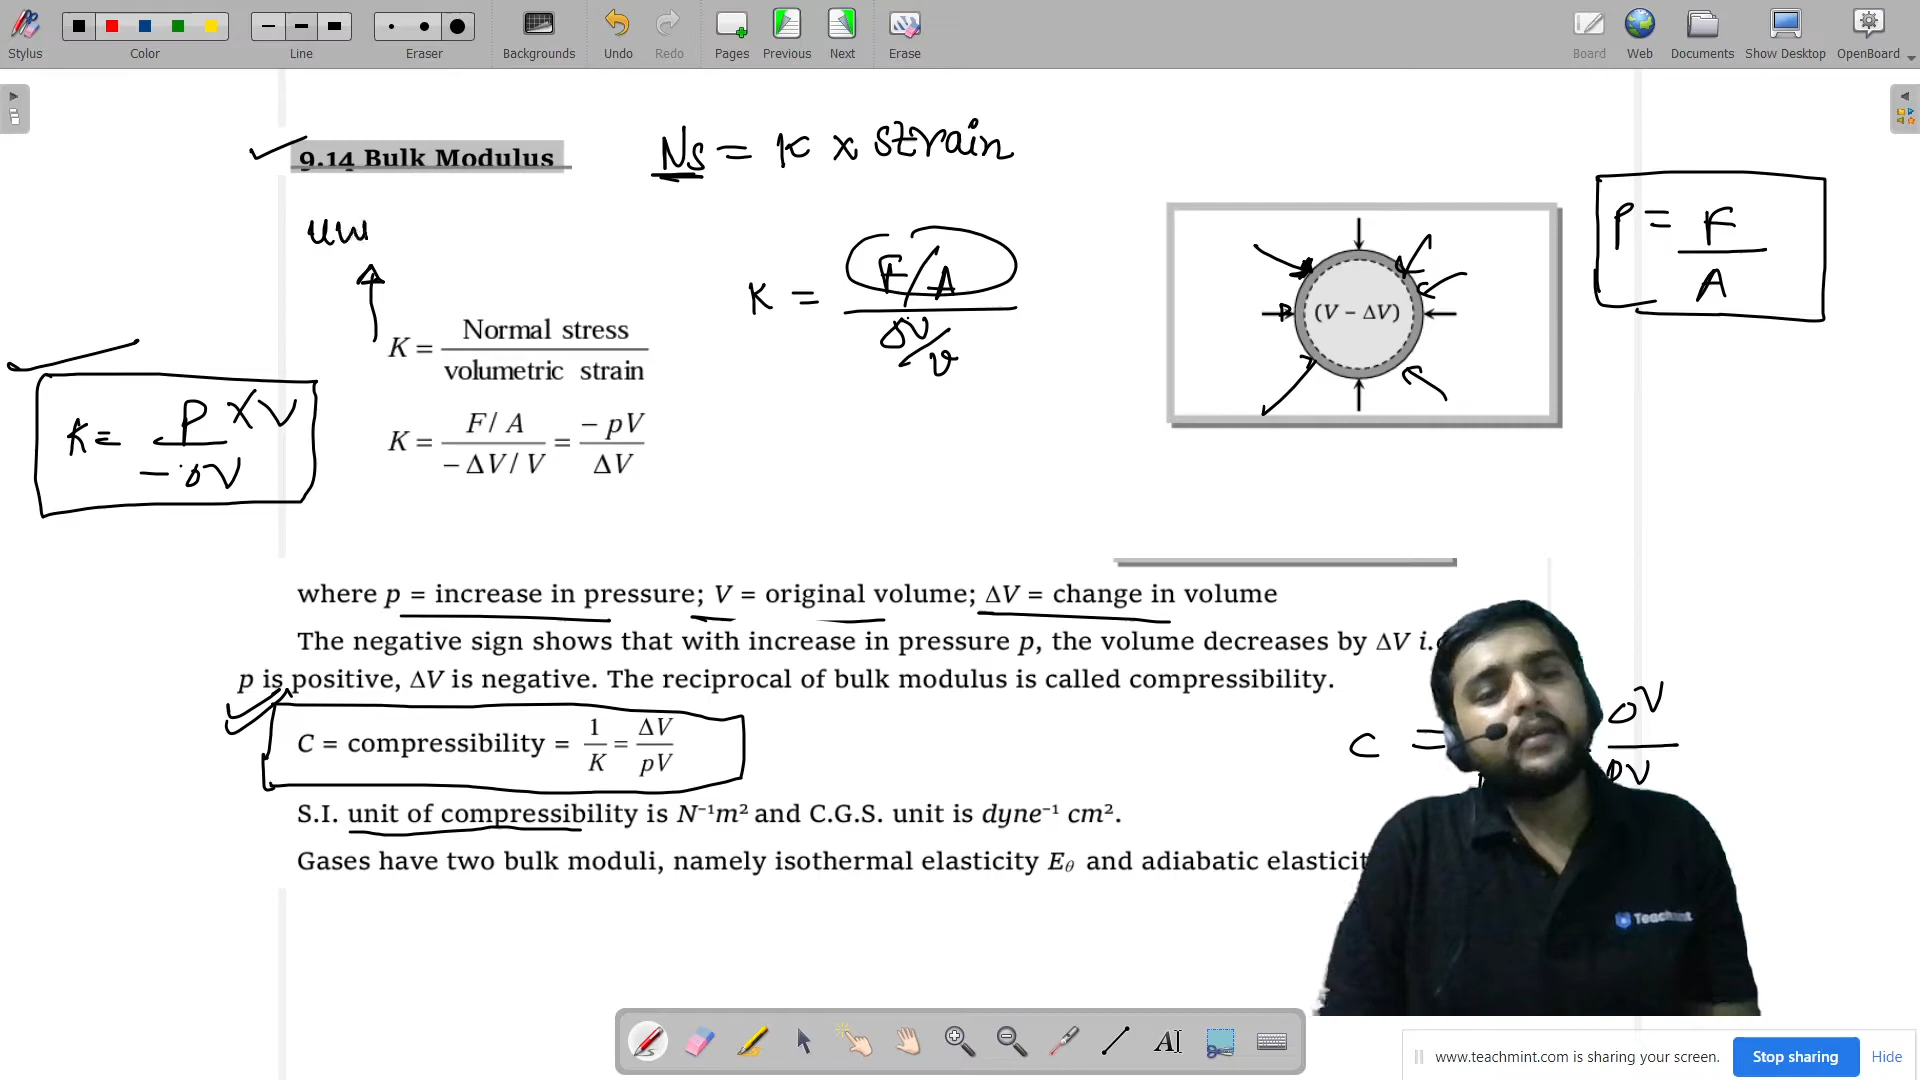 Stylus Color Line Eraser Backgrounds Undo Redo Pages Previous Next Erase Board Web Documents Show Desktop OpenBoard
9.14 Bulk Modulus
Ns = K x strain
P = F / A
K = F/A / ΔV/V
(V − ΔV)
K = Normal stress / volumetric strain
K = P x V / −ΔV
K = F/ A / − ΔV/ V = − pV / ΔV
where p = increase in pressure; V = original volume; ΔV = change in volume
The negative sign shows that with increase in pressure p, the volume decreases by ΔV i.
p is positive, ΔV is negative. The reciprocal of bulk modulus is called compressibility.
C = compressibility = 1 / K = ΔV / pV
C = ΔV / PV
S.I. unit of compressibility is N⁻¹m² and C.G.S. unit is dyne⁻¹ cm².
Gases have two bulk moduli, namely isothermal elasticity Eθ and adiabatic elasticit
Teachmint
www.teachmint.com is sharing your screen. Stop sharing Hide